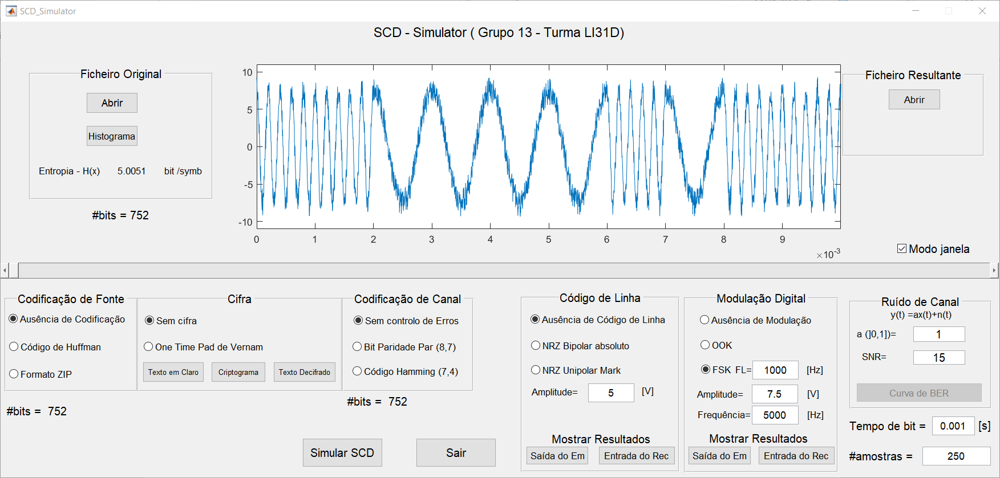 SCD_Simulator
SCD - Simulator ( Grupo 13 - Turma LI31D)
Ficheiro Original
Abrir
Histograma
Entropia - H(x) 5.0051 bit /symb
#bits = 752
10
5
0
-5
-10
0 1 2 3 4 5 6 7 8 9
×10-3
Ficheiro Resultante
Abrir
Modo janela
Codificação de Fonte
Ausência de Codificação
Código de Huffman
Formato ZIP
#bits = 752
Cifra
Sem cifra
One Time Pad de Vernam
Texto em Claro Criptograma Texto Decifrado
Codificação de Canal
Sem controlo de Erros
Bit Paridade Par (8,7)
Código Hamming (7,4)
#bits = 752
Simular SCD Sair
Código de Linha
Ausência de Código de Linha
NRZ Bipolar absoluto
NRZ Unipolar Mark
Amplitude= 5 [V]
Mostrar Resultados
Saída do Em Entrada do Rec
Modulação Digital
Ausência de Modulação
OOK
FSK FL= 1000 [Hz]
Amplitude= 7.5 [V]
Frequência= 5000 [Hz]
Mostrar Resultados
Saída do Em Entrada do Rec
Ruído de Canal
y(t) =ax(t)+n(t)
a (]0,1])= 1
SNR= 15
Curva de BER
Tempo de bit = 0.001 [s]
#amostras = 250